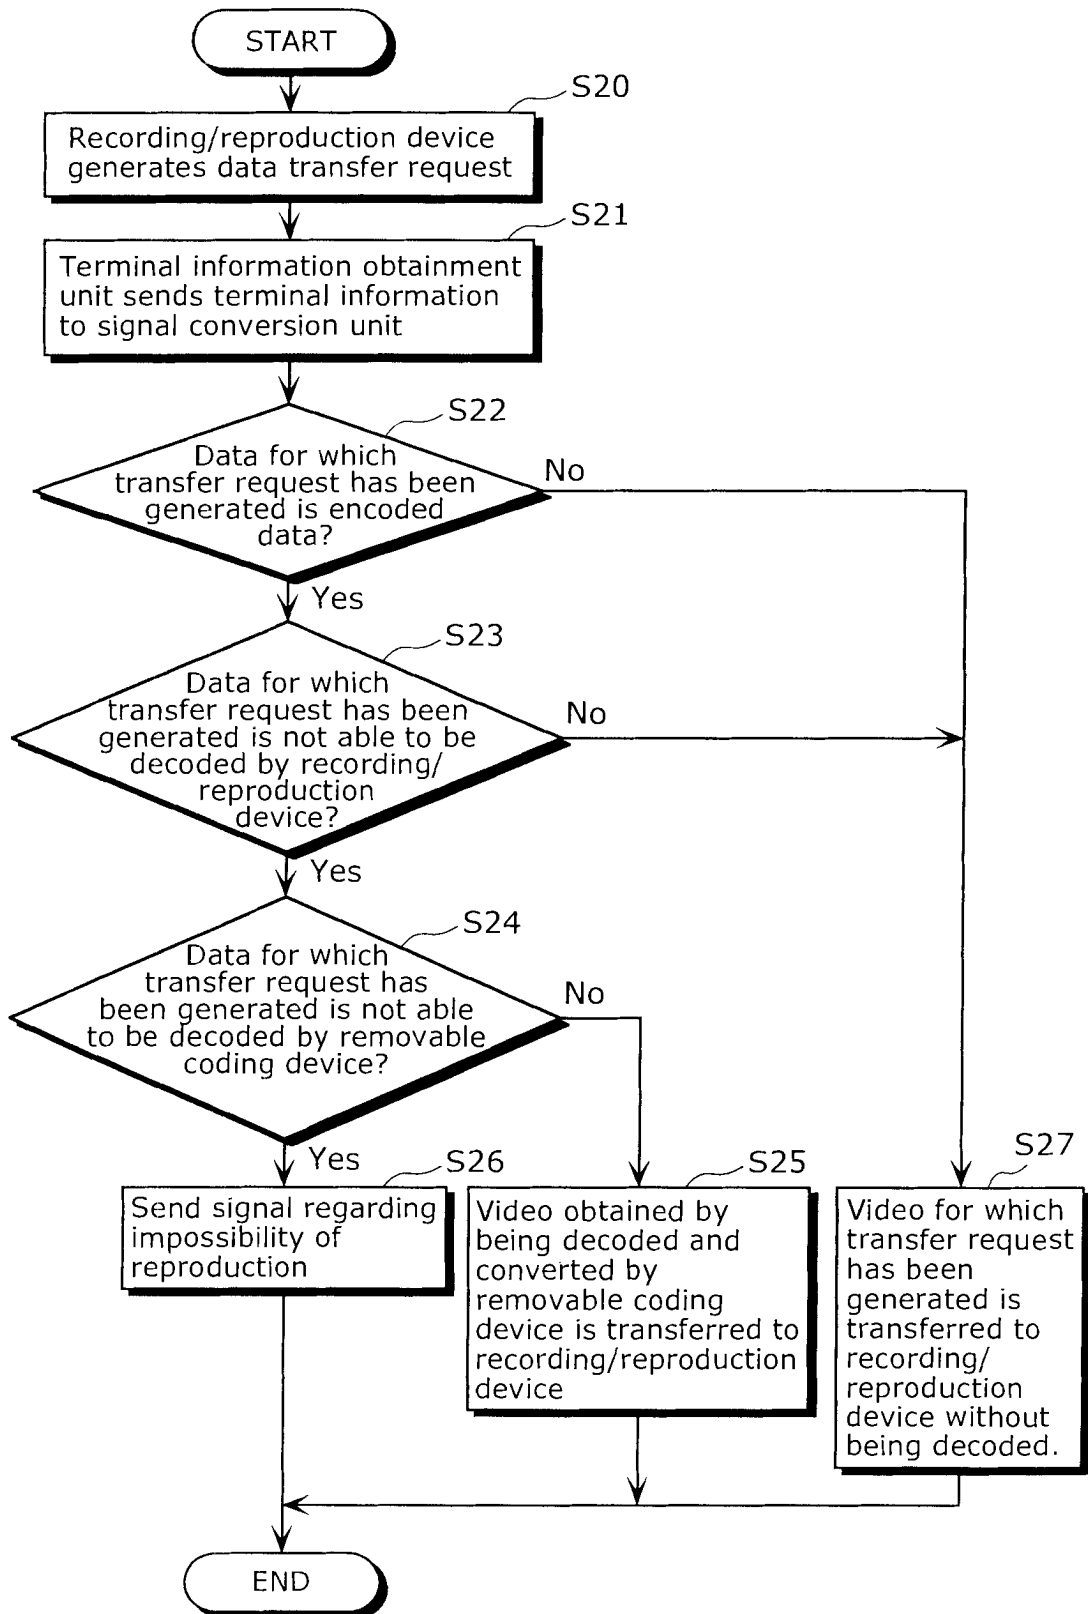 START
S20
Recording/reproduction device
generates data transfer request
S21
Terminal information obtainment
unit sends terminal information
to signal conversion unit
S22
Data for which
transfer request has been
generated is encoded
data?
No
Yes
S23
Data for which
transfer request has been
generated is not able to be
decoded by recording/
reproduction
device?
No
Yes
S24
Data for which
transfer request has
been generated is not able
to be decoded by removable
coding device?
No
Yes
S26
Send signal regarding
impossibility of
reproduction
S25
Video obtained by
being decoded and
converted by
removable coding
device is transferred to
recording/reproduction
device
S27
Video for which
transfer request
has been
generated is
transferred to
recording/
reproduction
device without
being decoded.
END